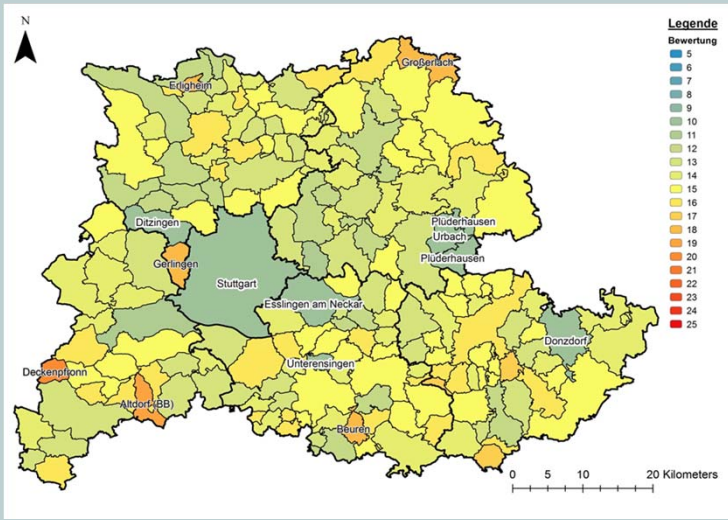 N
Legende
Bewertung
5
6
7
8
9
10
11
12
13
14
15
16
17
18
19
20
21
22
23
24
25
Großerlach
Erligheim
Plüderhausen
Urbach
Plüderhausen
Ditzingen
Gerlingen
Stuttgart
Esslingen am Neckar
Donzdorf
Unterensingen
Deckenpfronn
Altdorf (BB)
Beuren
0 5 10 20 Kilometers